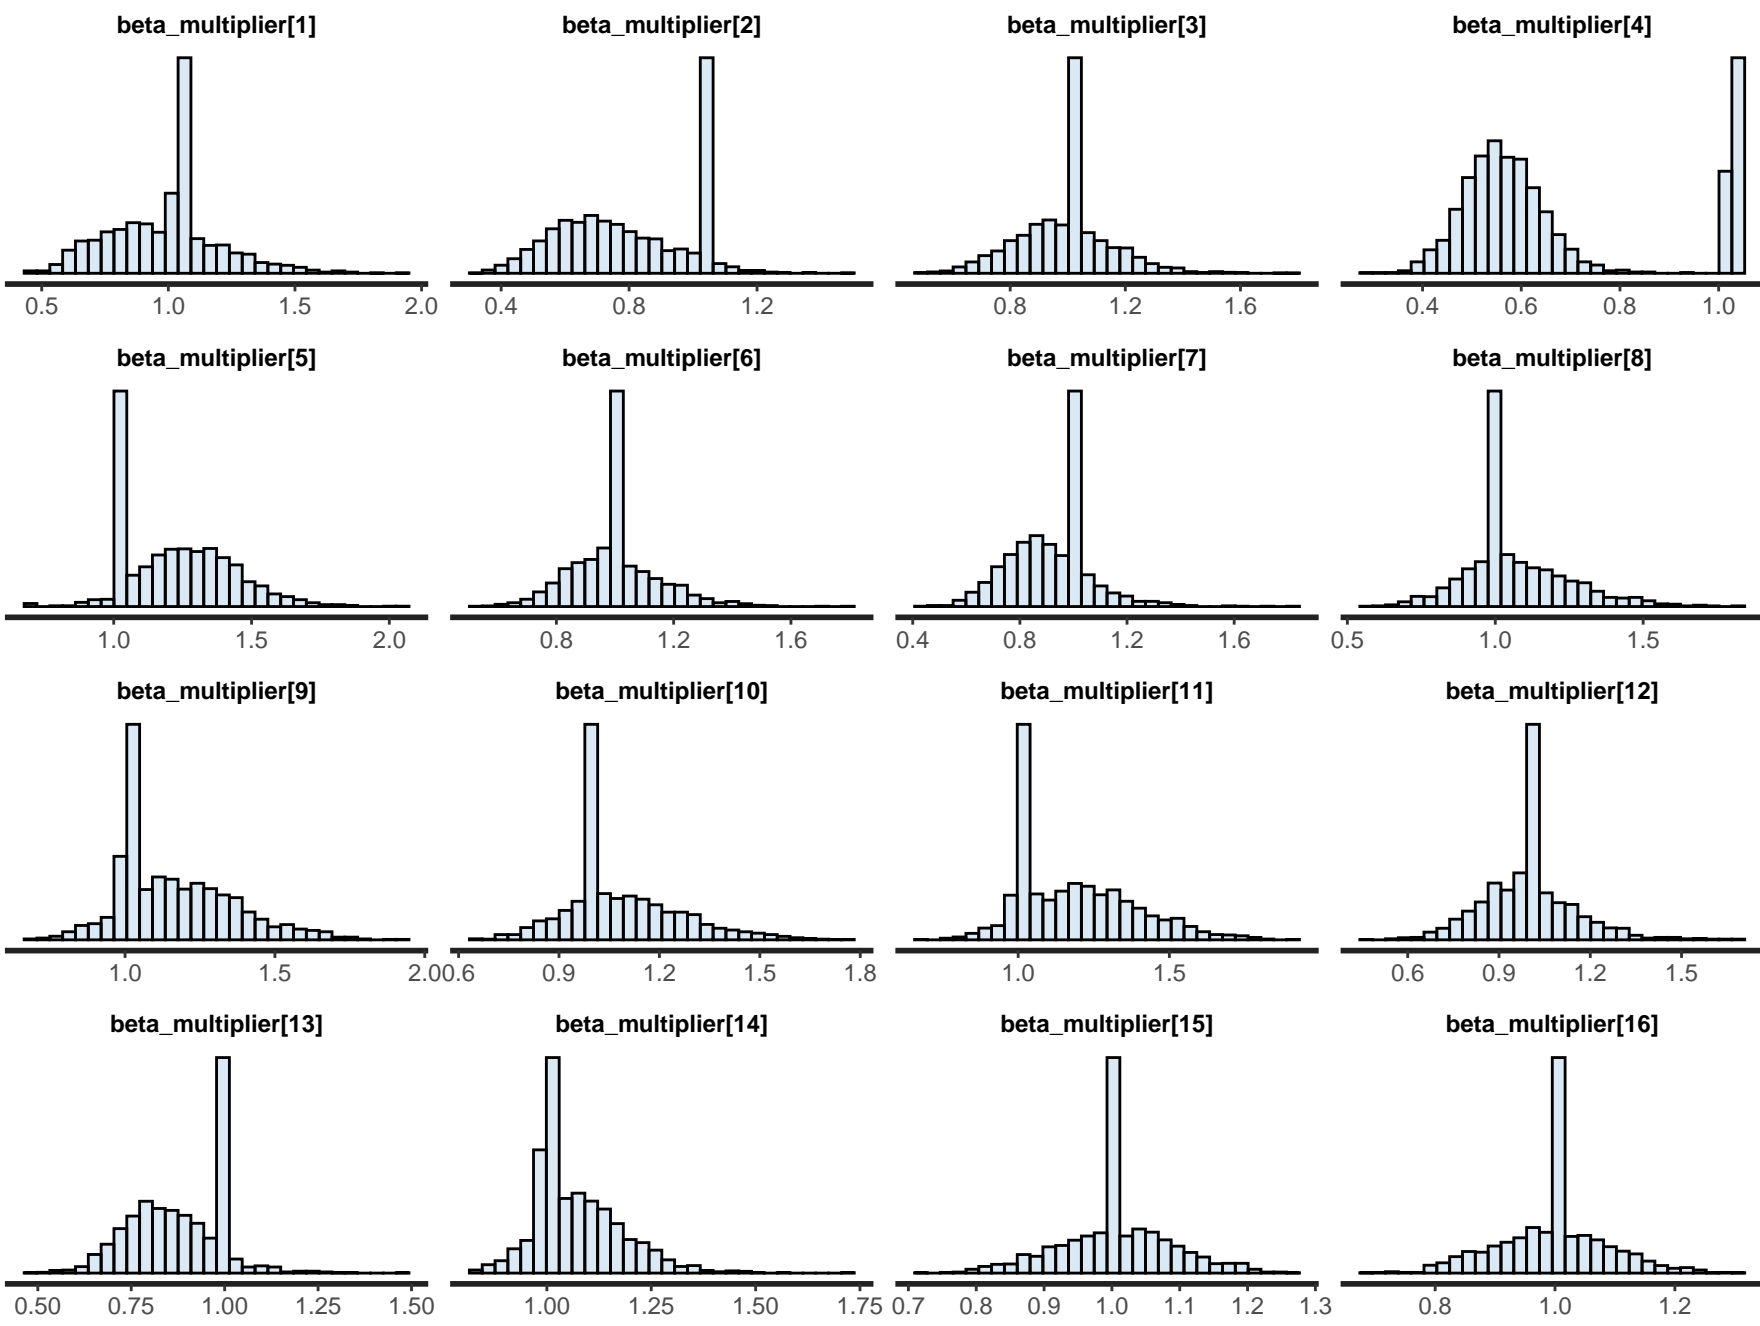 beta_multiplier[1] beta_multiplier[2] beta_multiplier[3] beta_multiplier[4]
0.5 1.0 1.5 2.0 0.4 0.8 1.2 0.8 1.2 1.6 0.4 0.6 0.8 1.0
beta_multiplier[5] beta_multiplier[6] beta_multiplier[7] beta_multiplier[8]
1.0 1.5 2.0 0.8 1.2 1.6 0.4 0.8 1.2 1.6 0.5 1.0 1.5
beta_multiplier[9] beta_multiplier[10] beta_multiplier[11] beta_multiplier[12]
1.0 1.5 2.0 0.6 0.9 1.2 1.5 1.8 1.0 1.5 0.6 0.9 1.2 1.5
beta_multiplier[13] beta_multiplier[14] beta_multiplier[15] beta_multiplier[16]
0.50 0.75 1.00 1.25 1.50 1.00 1.25 1.50 1.75 0.7 0.8 0.9 1.0 1.1 1.2 1.3 0.8 1.0 1.2